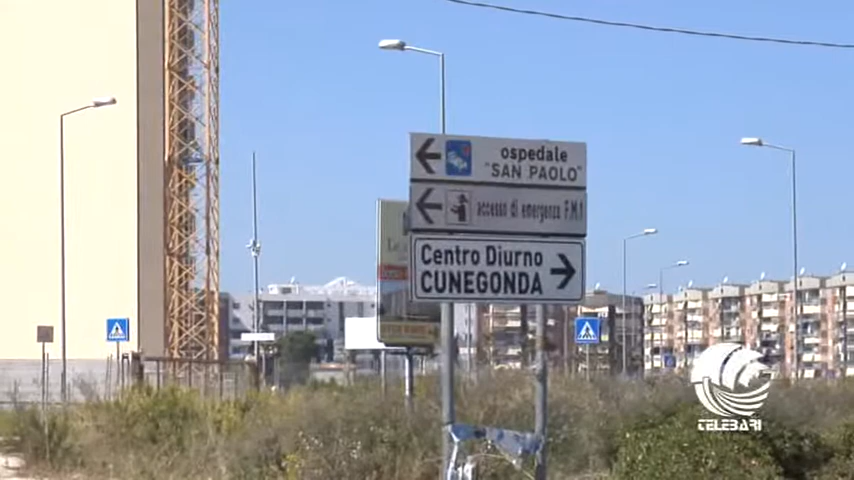 ospedale
"SAN PAOLO"
accesso di emergenza F.M.I
Centro Diurno
CUNEGONDA
TELEBARI